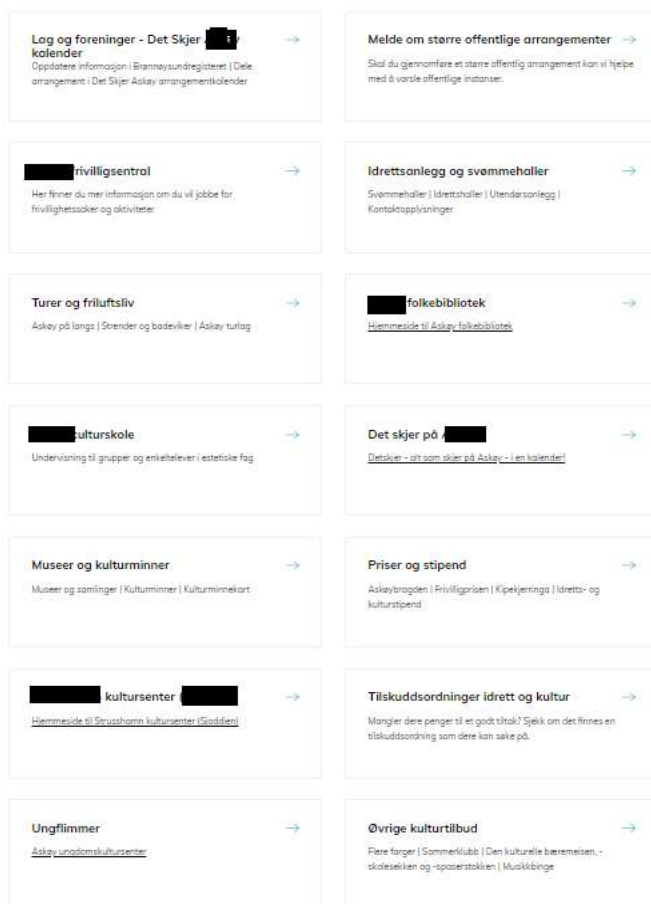 Lag og foreninger - Det Skjer
kalender
Oppdatere informasjon i Brønnøysundregisteret | Dele
arrangement i Det Skjer Askøy arrangementkalender
Melde om større offentlige arrangementer
Skal du gjennomføre et større offentlig arrangement kan vi hjelpe
med å varsle offentlige instanser.
rivilligsentral
Her finner du mer informasjon om du vil jobbe for
frivillighetssaker og aktiviteter.
Idrettsanlegg og svømmehaller
Svømmehaller | Idrettshaller | Utendørsanlegg |
Kontaktopplysninger
Turer og friluftsliv
Askøy på langs | Strender og badeviker | Askøy turlag
folkebibliotek
Hjemmeside til Askøy folkebibliotek
kulturskole
Undervisning til grupper og enkeltelever i estetiske fag
Det skjer på
Detskjer - alt som skjer på Askøy - i en kalender!
Museer og kulturminner
Museer og samlinger | Kulturminner | Kulturminnekart
Priser og stipend
Askøybragden | Frivilligprisen | Kipekjerringa | Idretts- og
kulturstipend
kultursenter (
Hjemmeside til Strusshamn kultursenter (Sjoddien)
Tilskuddsordninger idrett og kultur
Mangler dere penger til et godt tiltak? Sjekk om det finnes en
tilskuddsordning som dere kan søke på.
Ungflimmer
Askøy ungdomskultursenter
Øvrige kulturtilbud
Flere farger | Sommerklubb | Den kulturelle bæremeisen, -
skolesekken og -spaserstokken | Musikkbinge